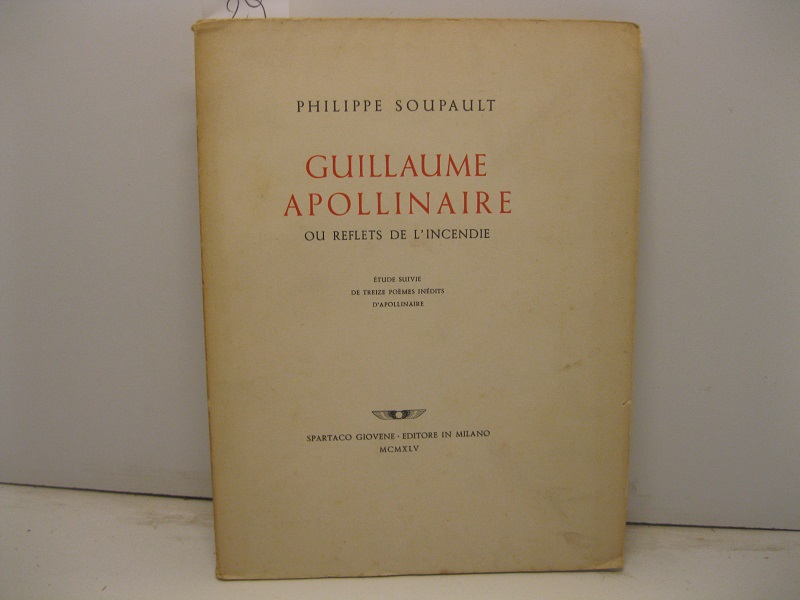 29
PHILIPPE SOUPAULT
GUILLAUME
APOLLINAIRE
OU REFLETS DE L'INCENDIE
ÉTUDE SUIVIE
DE TREIZE POÈMES INÉDITS
D'APOLLINAIRE
SPARTACO GIOVENE - EDITORE IN MILANO
MCMXLV